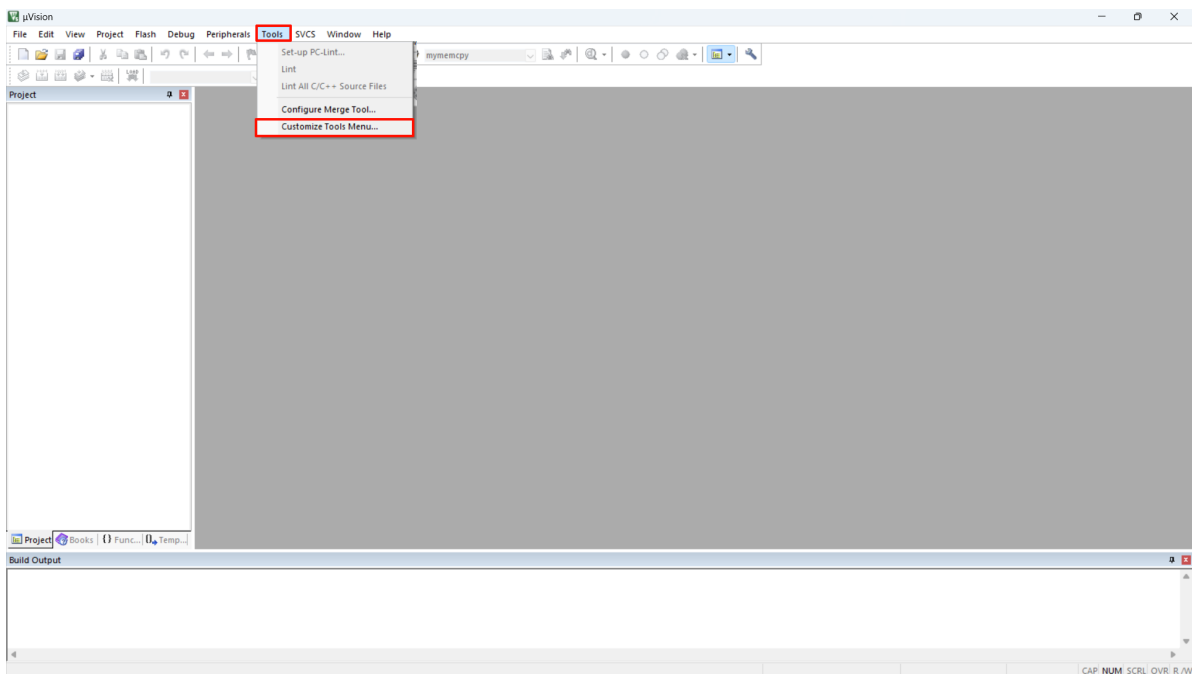 µVision
File Edit View Project Flash Debug Peripherals Tools SVCS Window Help
Set-up PC-Lint...
mymemcpy
Lint
Lint All C/C++ Source Files
Configure Merge Tool...
Customize Tools Menu...
LOAD
Project
Project Books {} Func... Temp...
Build Output
CAP NUM SCRL OVR R/W